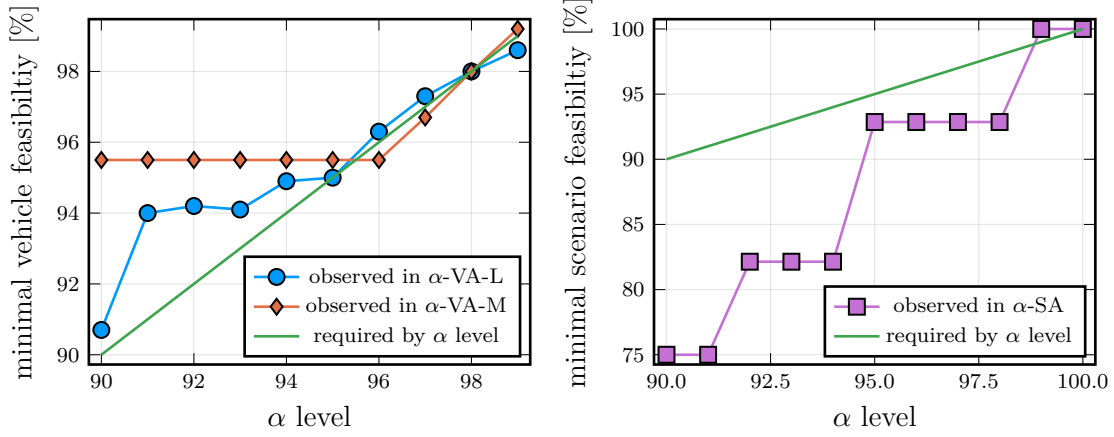 minimal vehicle feasibiltiy [%]
98
96
94
92
90
90
92
94
96
98
α level
observed in α-VA-L
observed in α-VA-M
required by α level
minimal scenario feasibiltiy [%]
100
95
90
85
80
75
90.0
92.5
95.0
97.5
100.0
α level
observed in α-SA
required by α level